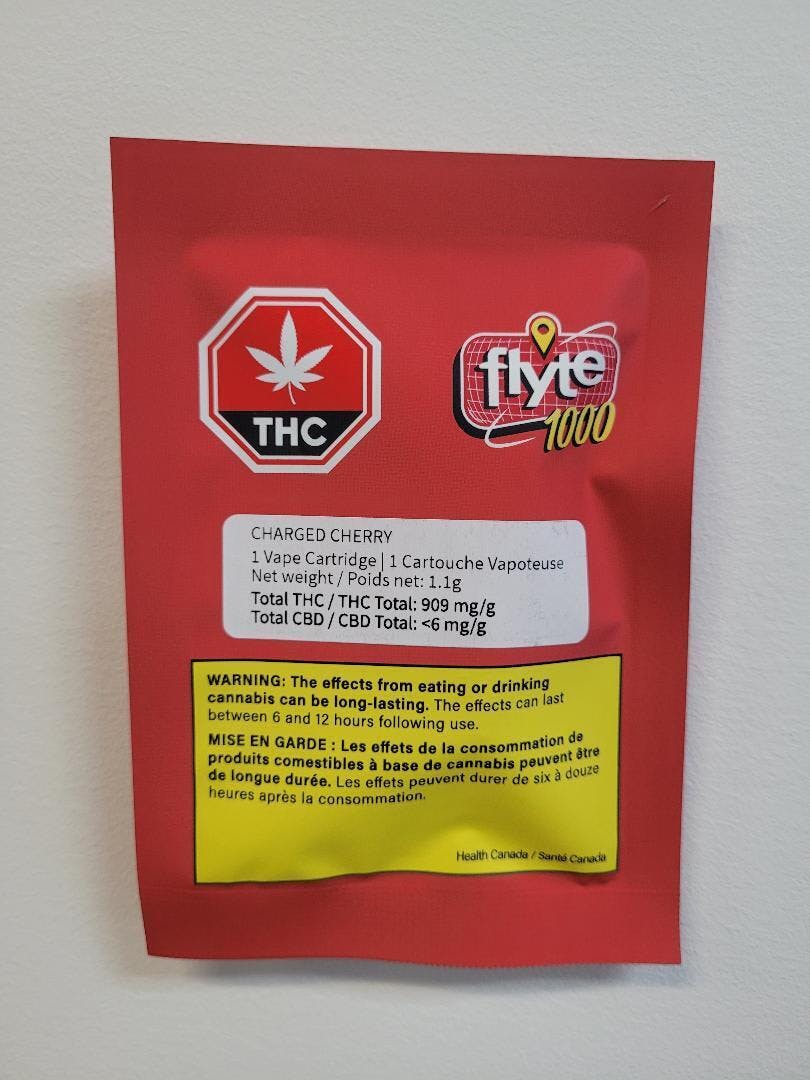 THC
flyte
1000
CHARGED CHERRY
1 Vape Cartridge | 1 Cartouche Vapoteuse
Net weight / Poids net: 1.1g
Total THC / THC Total: 909 mg/g
Total CBD / CBD Total: <6 mg/g
WARNING: The effects from eating or drinking
cannabis can be long-lasting. The effects can last
between 6 and 12 hours following use.
MISE EN GARDE : Les effets de la consommation de
produits comestibles à base de cannabis peuvent être
de longue durée. Les effets peuvent durer de six à douze
heures après la consommation.
Health Canada / Santé Canada